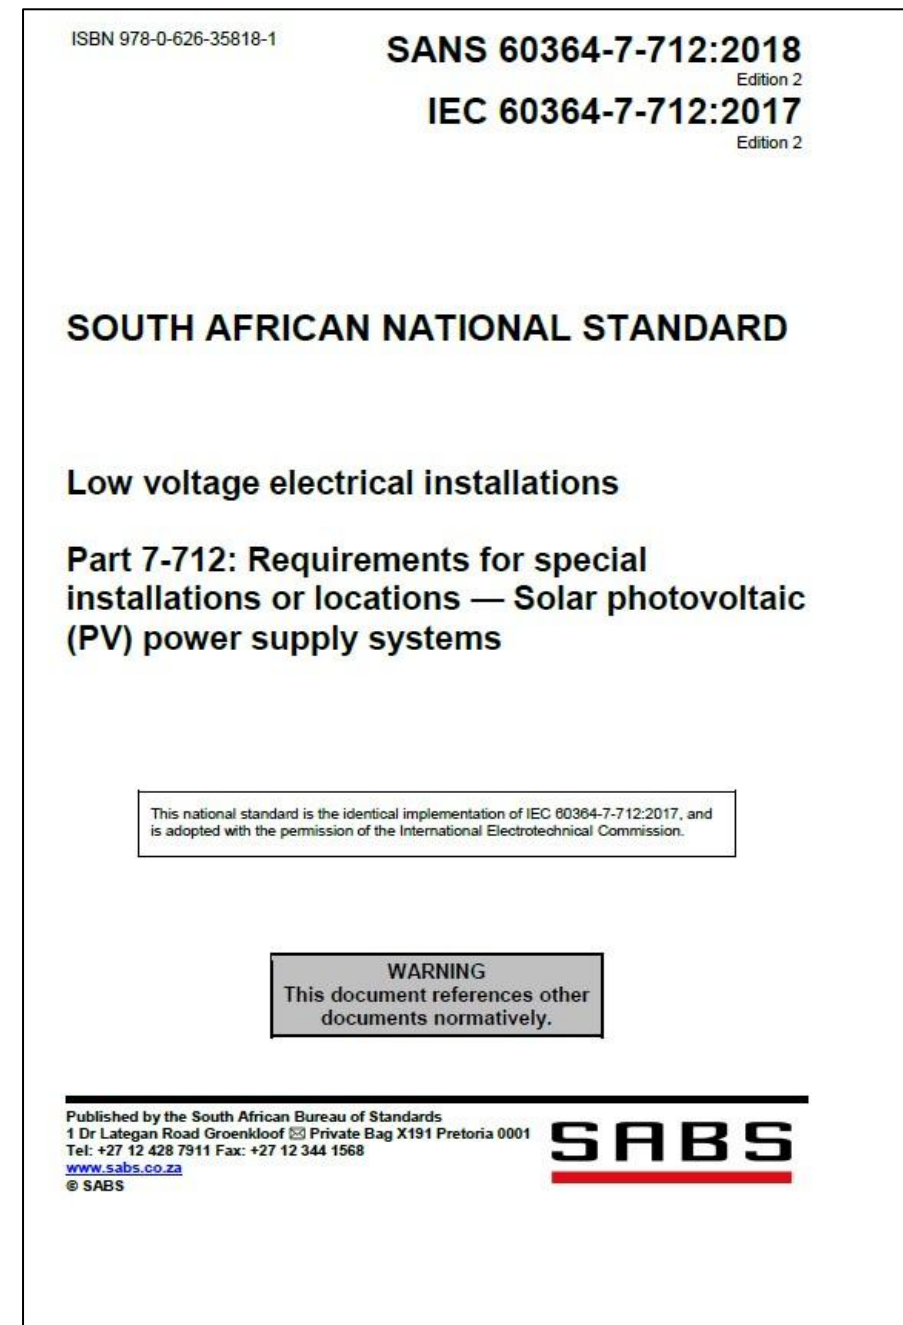 ISBN 978-0-626-35818-1
SANS 60364-7-712:2018
Edition 2
IEC 60364-7-712:2017
Edition 2
SOUTH AFRICAN NATIONAL STANDARD
Low voltage electrical installations
Part 7-712: Requirements for special
installations or locations — Solar photovoltaic
(PV) power supply systems
This national standard is the identical implementation of IEC 60364-7-712:2017, and
is adopted with the permission of the International Electrotechnical Commission.
WARNING
This document references other
documents normatively.
Published by the South African Bureau of Standards
1 Dr Lategan Road Groenkloof ✉ Private Bag X191 Pretoria 0001
Tel: +27 12 428 7911 Fax: +27 12 344 1568
www.sabs.co.za
© SABS
SABS